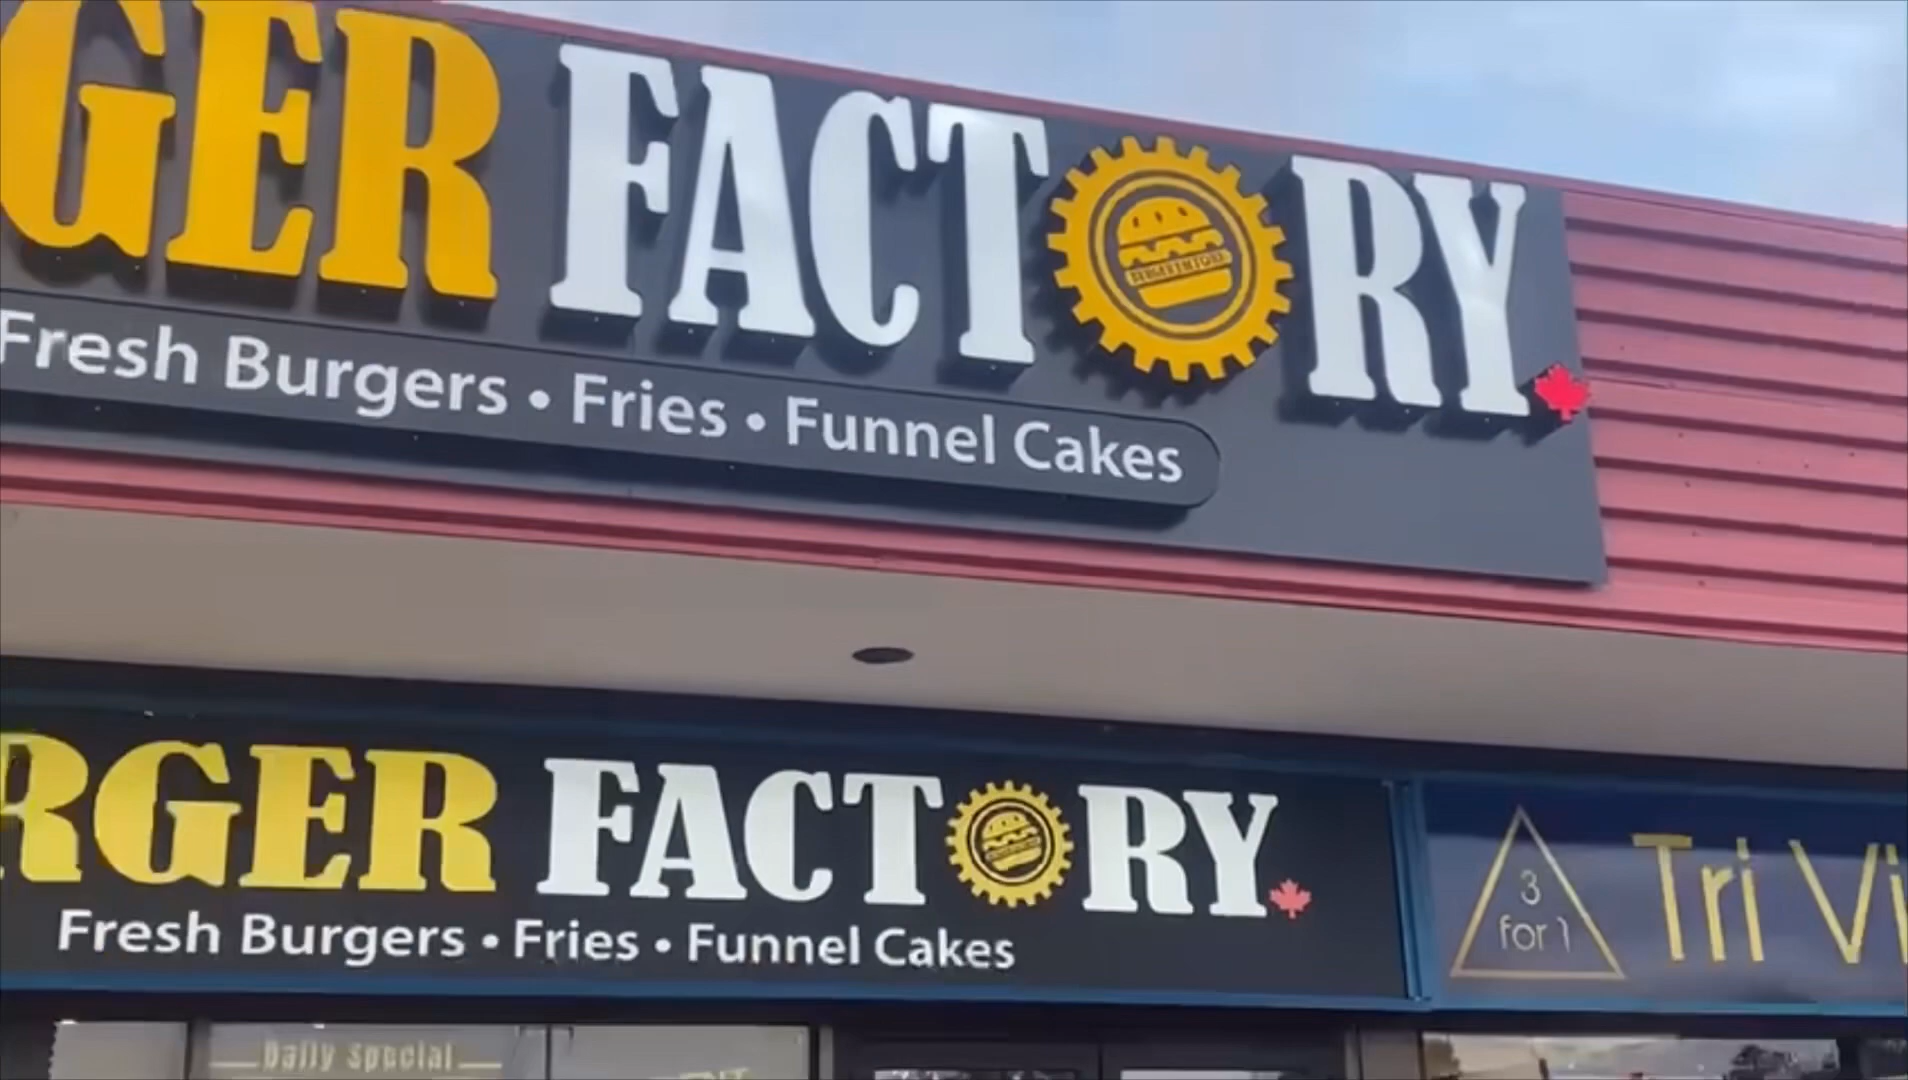 GER FACTORY
Fresh Burgers • Fries • Funnel Cakes
RGER FACTORY
Fresh Burgers • Fries • Funnel Cakes
3
for 1
Tri Vi
Daily Special